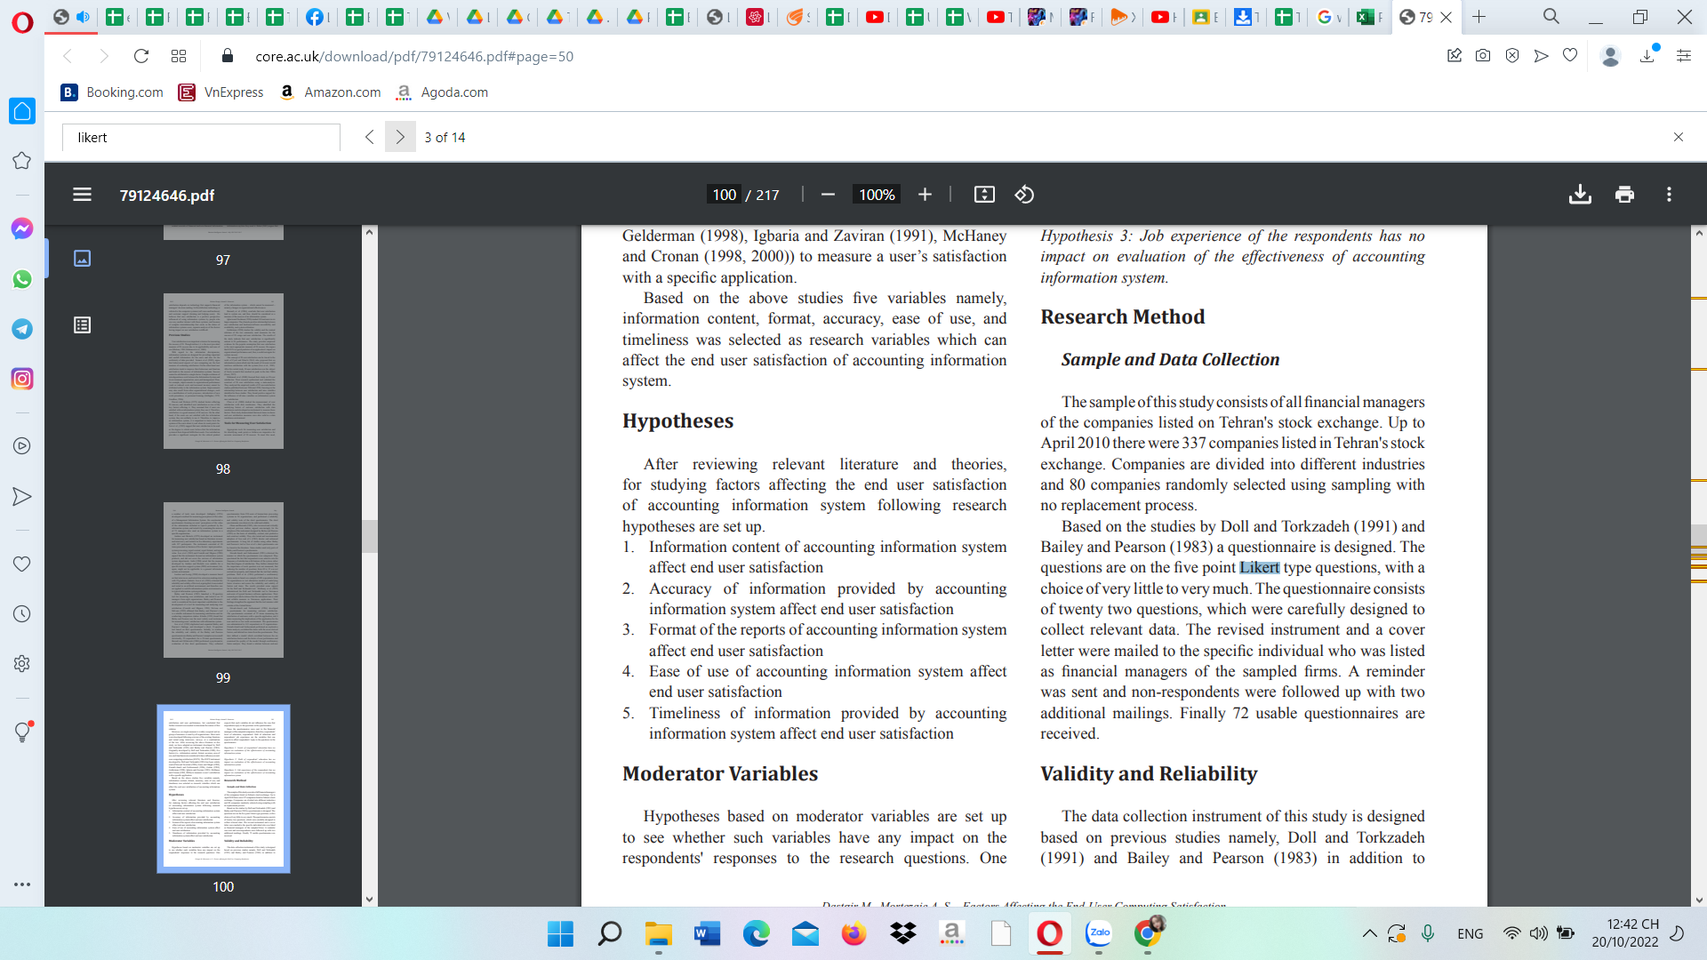 79
core.ac.uk/download/pdf/79124646.pdf#page=50
Booking.com
VnExpress
Amazon.com
Agoda.com
likert
3 of 14
79124646.pdf
100 / 217
100%
97
98
99
100
Gelderman (1998), Igbaria and Zaviran (1991), McHaney
and Cronan (1998, 2000)) to measure a user's satisfaction
with a specific application.
Based on the above studies five variables namely,
information content, format, accuracy, ease of use, and
timeliness was selected as research variables which can
affect the end user satisfaction of accounting information
system.
Hypotheses
After reviewing relevant literature and theories,
for studying factors affecting the end user satisfaction
of accounting information system following research
hypotheses are set up.
1. Information content of accounting information system
affect end user satisfaction
2. Accuracy of information provided by accounting
information system affect end user satisfaction
3. Format of the reports of accounting information system
affect end user satisfaction
4. Ease of use of accounting information system affect
end user satisfaction
5. Timeliness of information provided by accounting
information system affect end user satisfaction
Moderator Variables
Hypotheses based on moderator variables are set up
to see whether such variables have any impact on the
respondents' responses to the research questions. One
Hypothesis 3: Job experience of the respondents has no
impact on evaluation of the effectiveness of accounting
information system.
Research Method
Sample and Data Collection
The sample of this study consists of all financial managers
of the companies listed on Tehran's stock exchange. Up to
April 2010 there were 337 companies listed in Tehran's stock
exchange. Companies are divided into different industries
and 80 companies randomly selected using sampling with
no replacement process.
Based on the studies by Doll and Torkzadeh (1991) and
Bailey and Pearson (1983) a questionnaire is designed. The
questions are on the five point Likert type questions, with a
choice of very little to very much. The questionnaire consists
of twenty two questions, which were carefully designed to
collect relevant data. The revised instrument and a cover
letter were mailed to the specific individual who was listed
as financial managers of the sampled firms. A reminder
was sent and non-respondents were followed up with two
additional mailings. Finally 72 usable questionnaires are
received.
Validity and Reliability
The data collection instrument of this study is designed
based on previous studies namely, Doll and Torkzadeh
(1991) and Bailey and Pearson (1983) in addition to
Zalo
ENG
12:42 CH
20/10/2022